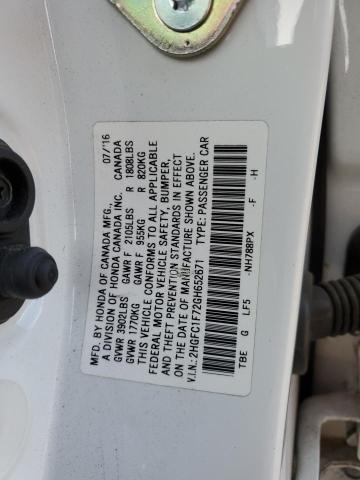 MFD. BY HONDA OF CANADA MFG., 07/16
A DIVISION OF HONDA CANADA INC. CANADA
GVWR 3902LBS GAWR F 2105LBS R 1808LBS
GVWR 1770KG GAWR F 955KG R 820KG
THIS VEHICLE CONFORMS TO ALL APPLICABLE
FEDERAL MOTOR VEHICLE SAFETY, BUMPER,
AND THEFT PREVENTION STANDARDS IN EFFECT
ON THE DATE OF MANUFACTURE SHOWN ABOVE.
V.I.N.: 2HGFC1F72GH652671 TYPE: PASSENGER CAR
-NH788PX -F -H
TBE G LF5